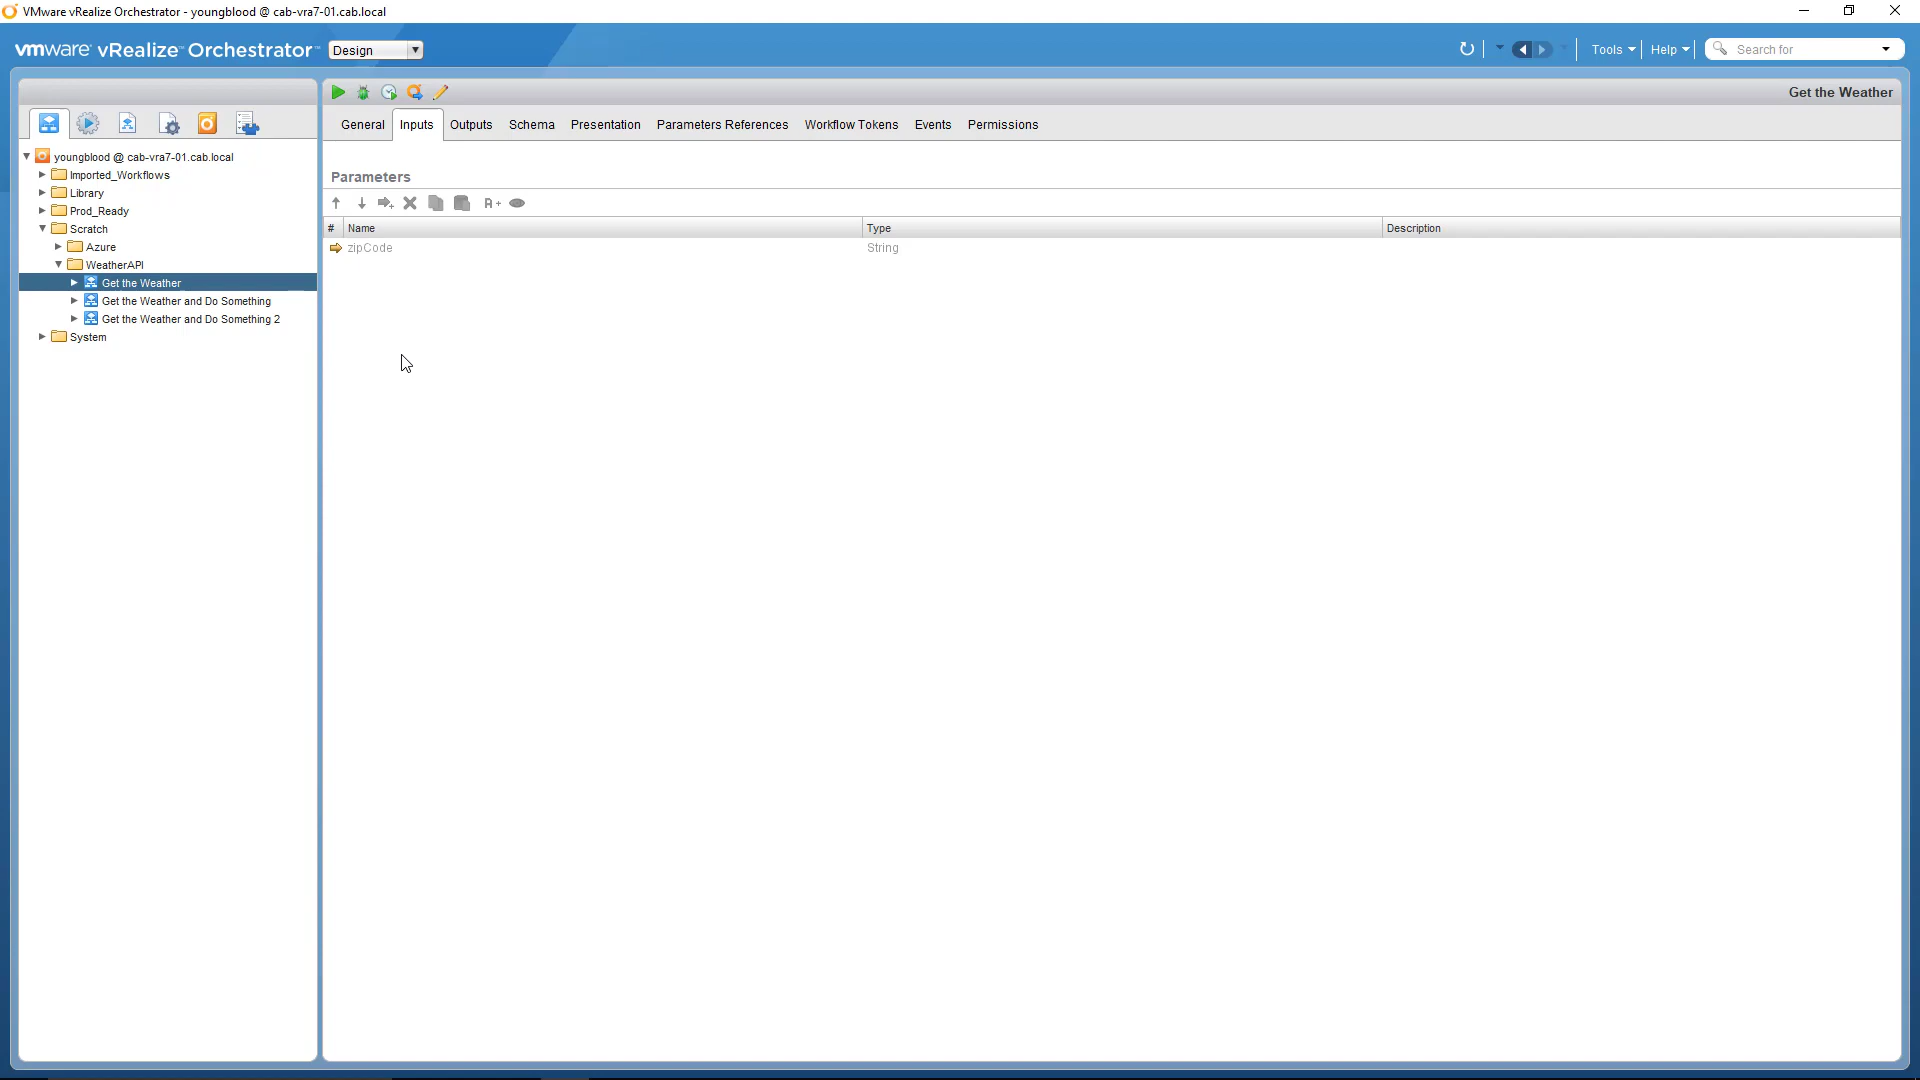 VMware vRealize Orchestrator - youngblood @ cab-vra7-01.cab.local
vmware vRealize Orchestrator Design Tools Help Search for
Get the Weather
General Inputs Outputs Schema Presentation Parameters References Workflow Tokens Events Permissions
youngblood @ cab-vra7-01.cab.local
Imported_Workflows
Library
Prod_Ready
Scratch
Azure
WeatherAPI
Get the Weather
Get the Weather and Do Something
Get the Weather and Do Something 2
System
Parameters
# Name Type Description
zipCode String